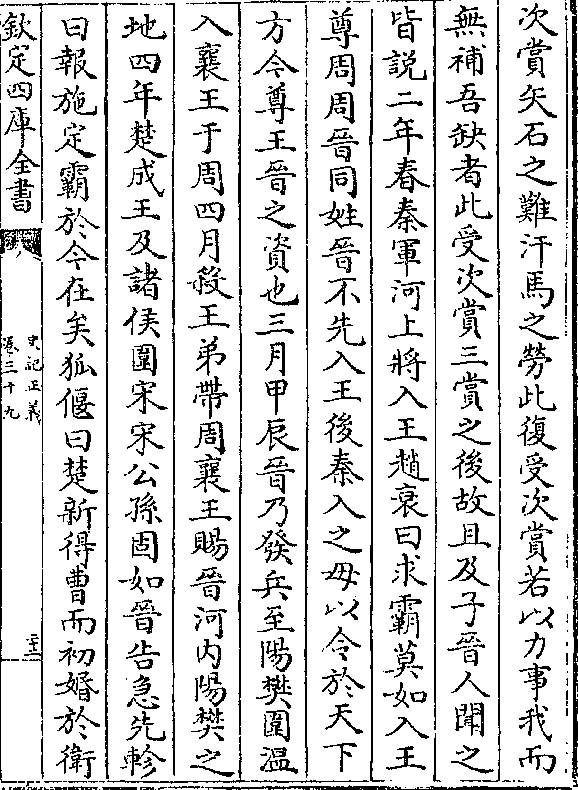 次賞矢石之難汗馬之勞此復受次賞若以力事我而
無補吾缺者此受次賞三賞之後故且及子晉人聞之
皆說二年春秦軍河上將入王趙衰曰求霸莫如入王
尊周周晉同姓晉不先入王後秦入之毋以令於天下
方今尊王晉之資也三月甲辰晉乃發兵至陽樊圍溫
入襄王于周四月殺王弟帶周襄王賜晉河内陽樊之
地四年楚成王及諸侯圍宋宋公孫固如晉告急先軫
曰報施定霸於今在矣狐偃曰楚新得曹而初婚於衛
欽定四庫全書
史記正義
卷三十九
二十三